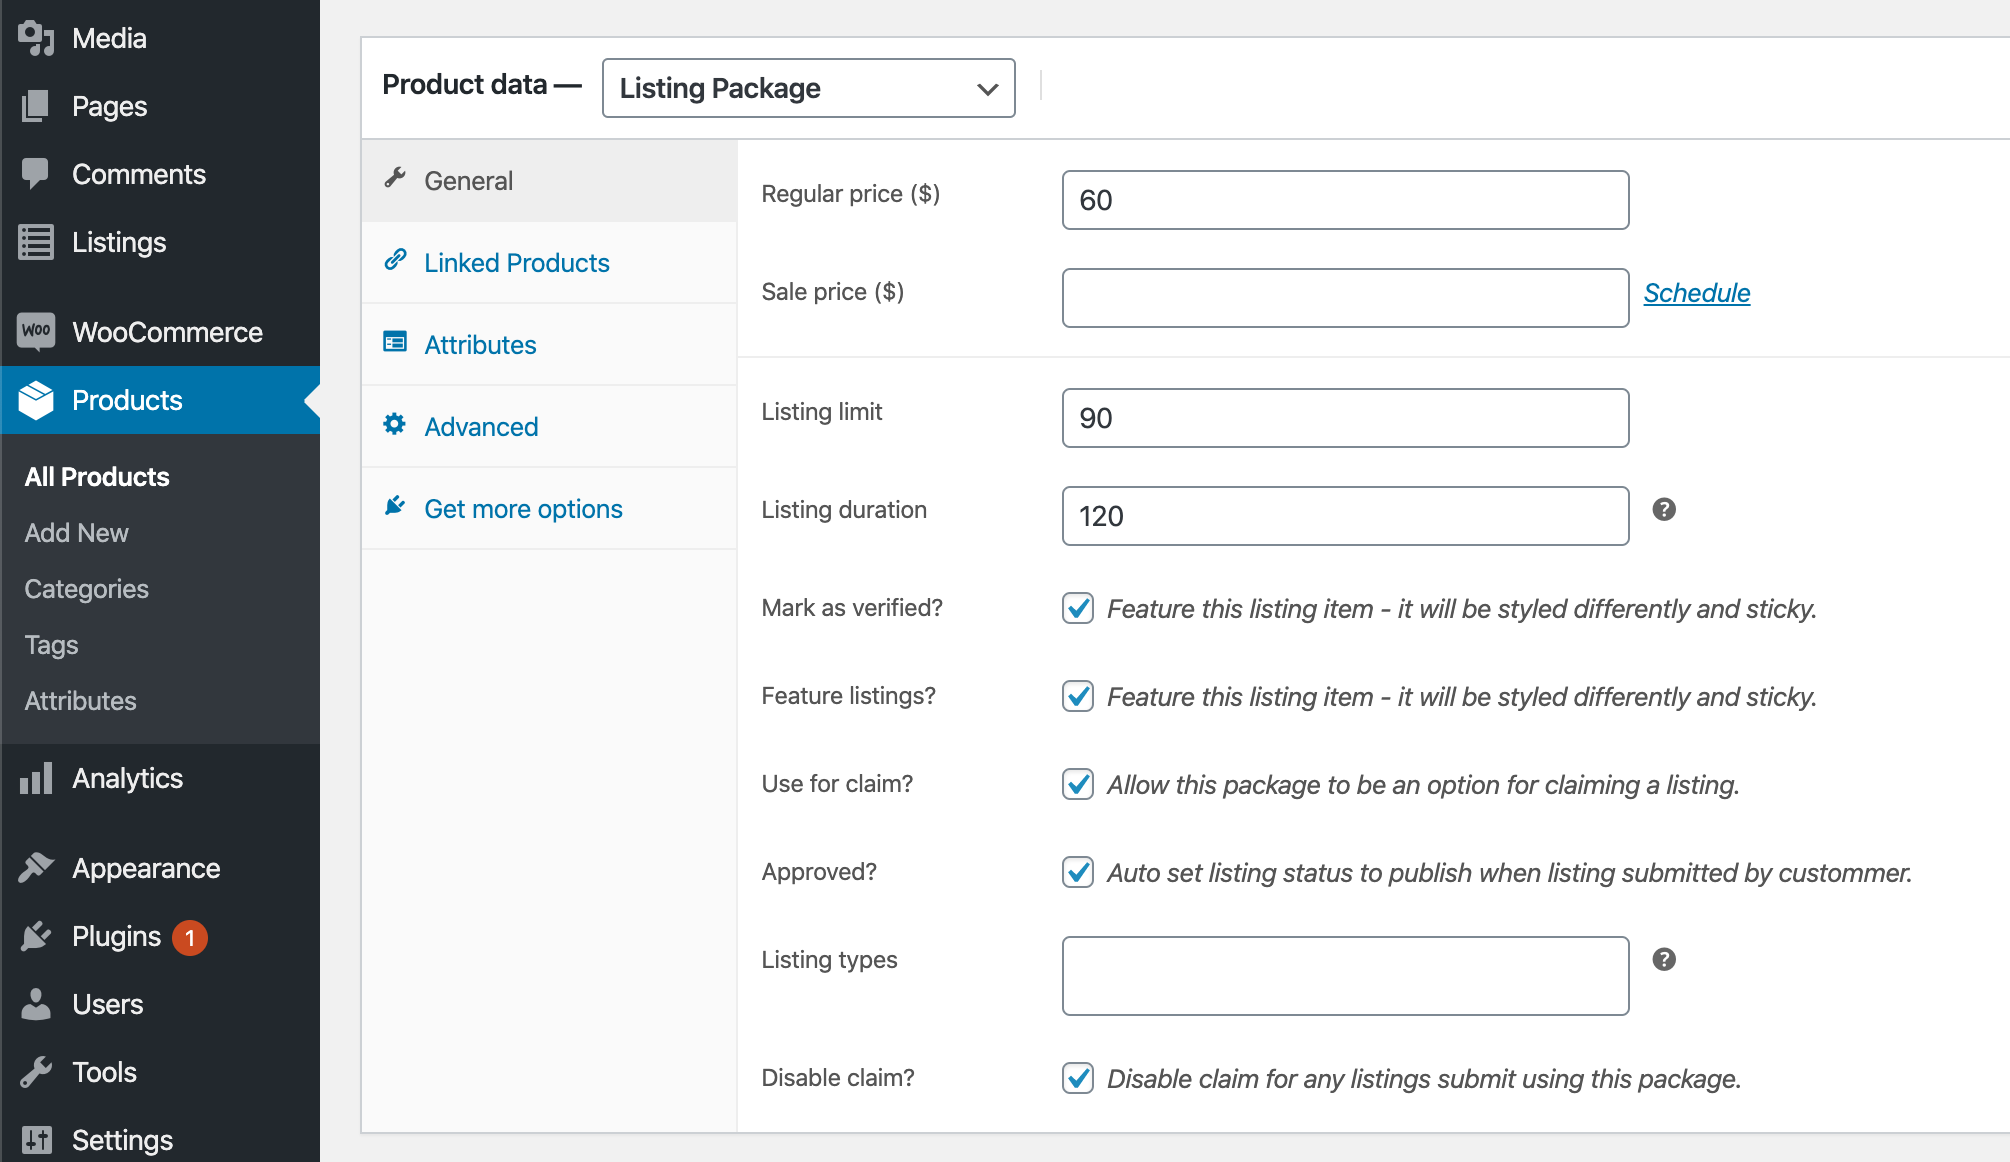 Media
Pages
Comments
Listings
Woo WooCommerce
Products
All Products
Add New
Categories
Tags
Attributes
Analytics
Appearance
Plugins 1
Users
Tools
Settings
Product data — Listing Package
General
Linked Products
Attributes
Advanced
Get more options
Regular price ($) 60
Sale price ($) Schedule
Listing limit 90
Listing duration 120 ?
Mark as verified? Feature this listing item - it will be styled differently and sticky.
Feature listings? Feature this listing item - it will be styled differently and sticky.
Use for claim? Allow this package to be an option for claiming a listing.
Approved? Auto set listing status to publish when listing submitted by custommer.
Listing types ?
Disable claim? Disable claim for any listings submit using this package.